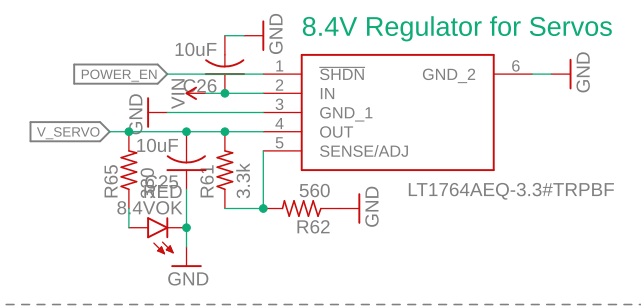 8.4V Regulator for Servos
10uF
GND
POWER_EN
C26
VIN
GND
V_SERVO
1
2
3
4
5
6
SHDN
IN
GND_1
OUT
SENSE/ADJ
GND_2
GND
LT1764AEQ-3.3#TRPBF
10uF
C25
R65
RED
8.4VOK
R61
3.3k
560
R62
GND
GND